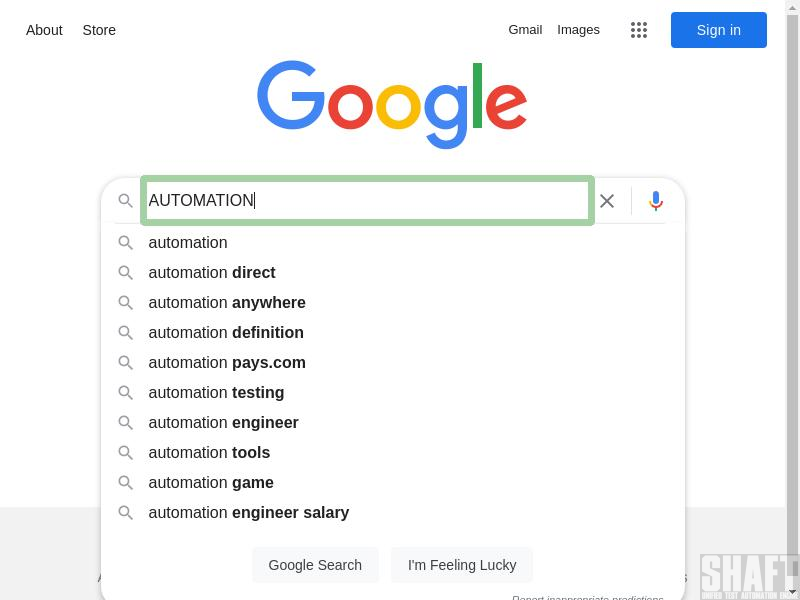 About Store Gmail Images Sign in
Google
AUTOMATION
automation
automation direct
automation anywhere
automation definition
automation pays.com
automation testing
automation engineer
automation tools
automation game
automation engineer salary
Google Search I'm Feeling Lucky
Report inappropriate predictions
SHAFT